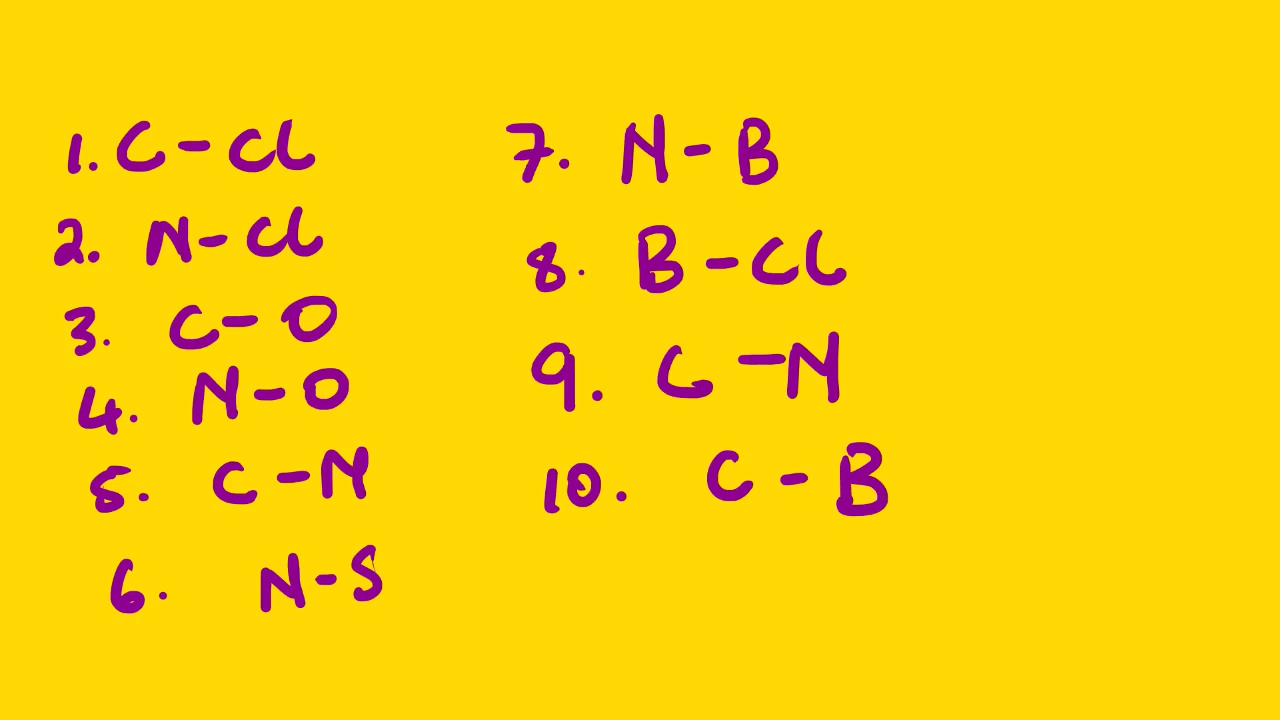 1. C-Cl
2. N-Cl
3. C-O
4. N-O
5. C-N
6. N-S
7. N-B
8. B-Cl
9. C-N
10. C-B